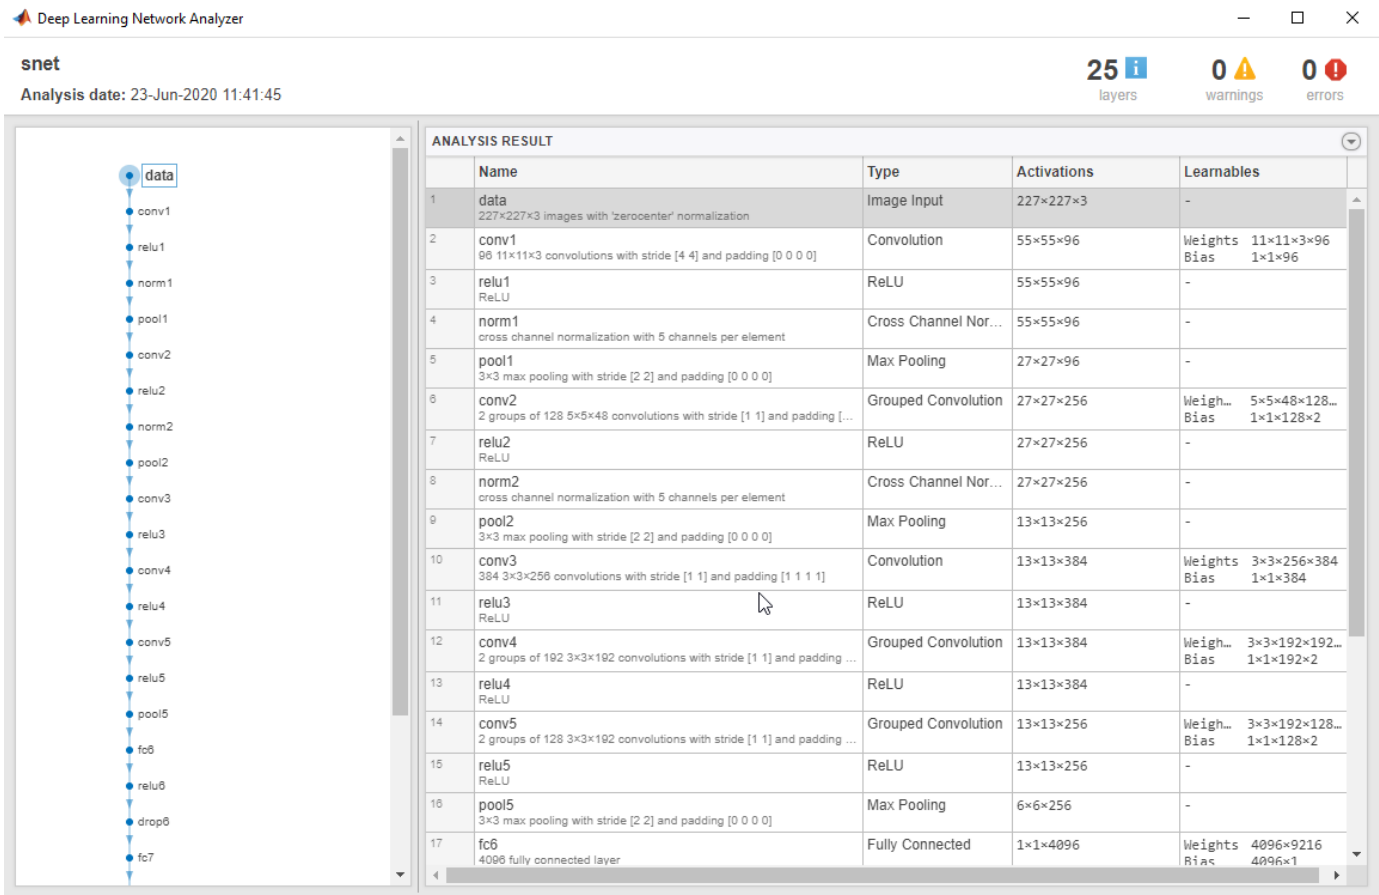 Deep Learning Network Analyzer
snet
Analysis date: 23-Jun-2020 11:41:45
25 i
layers
0
warnings
0
errors
data
conv1
relu1
norm1
pool1
conv2
relu2
norm2
pool2
conv3
relu3
conv4
relu4
conv5
relu5
pool5
fc6
relu6
drop6
fc7
ANALYSIS RESULT
Name Type Activations Learnables
1 data Image Input 227×227×3 -
227×227×3 images with 'zerocenter' normalization
2 conv1 Convolution 55×55×96 Weights 11×11×3×96
96 11×11×3 convolutions with stride [4 4] and padding [0 0 0 0] Bias 1×1×96
3 relu1 ReLU 55×55×96 -
ReLU
4 norm1 Cross Channel Nor... 55×55×96 -
cross channel normalization with 5 channels per element
5 pool1 Max Pooling 27×27×96 -
3×3 max pooling with stride [2 2] and padding [0 0 0 0]
6 conv2 Grouped Convolution 27×27×256 Weigh... 5×5×48×128...
2 groups of 128 5×5×48 convolutions with stride [1 1] and padding [... Bias 1×1×128×2
7 relu2 ReLU 27×27×256 -
ReLU
8 norm2 Cross Channel Nor... 27×27×256 -
cross channel normalization with 5 channels per element
9 pool2 Max Pooling 13×13×256 -
3×3 max pooling with stride [2 2] and padding [0 0 0 0]
10 conv3 Convolution 13×13×384 Weights 3×3×256×384
384 3×3×256 convolutions with stride [1 1] and padding [1 1 1 1] Bias 1×1×384
11 relu3 ReLU 13×13×384 -
ReLU
12 conv4 Grouped Convolution 13×13×384 Weigh... 3×3×192×192...
2 groups of 192 3×3×192 convolutions with stride [1 1] and padding ... Bias 1×1×192×2
13 relu4 ReLU 13×13×384 -
ReLU
14 conv5 Grouped Convolution 13×13×256 Weigh... 3×3×192×128...
2 groups of 128 3×3×192 convolutions with stride [1 1] and padding ... Bias 1×1×128×2
15 relu5 ReLU 13×13×256 -
ReLU
16 pool5 Max Pooling 6×6×256 -
3×3 max pooling with stride [2 2] and padding [0 0 0 0]
17 fc6 Fully Connected 1×1×4096 Weights 4096×9216
4096 fully connected layer Bias 4096×1